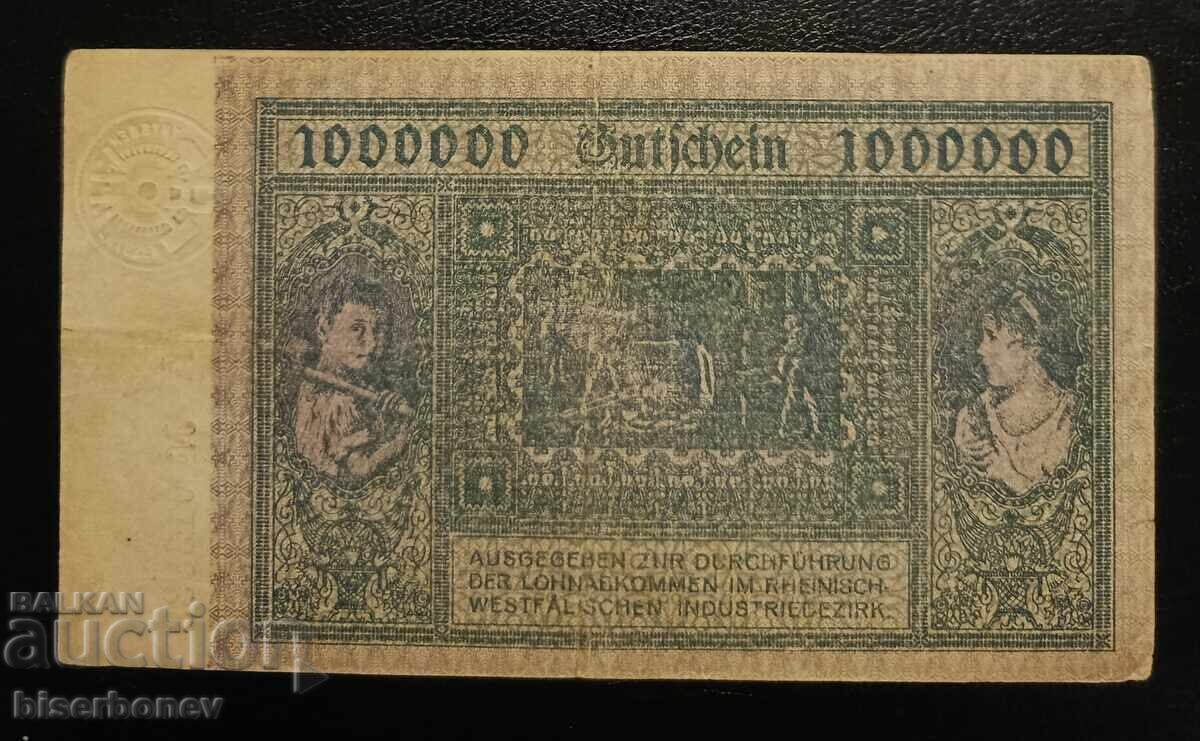 1000000 Gutschein 1000000
AUSGEGEBEN ZUR DURCHFÜHRUNG
DER LOHNABKOMMEN IM RHEINISCH-
WESTFÄLISCHEN INDUSTRIEBEZIRK.
BALKAN
auction
biserbonev